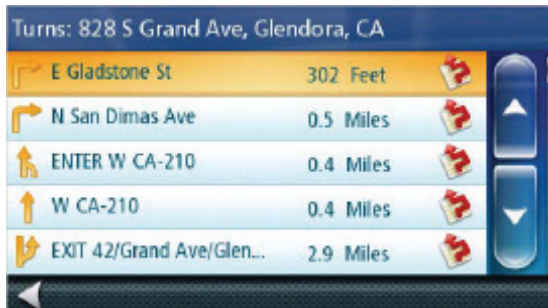 Turns: 828 S Grand Ave, Glendora, CA
E Gladstone St 302 Feet
N San Dimas Ave 0.5 Miles
ENTER W CA-210 0.4 Miles
W CA-210 0.4 Miles
EXIT 42/Grand Ave/Glen... 2.9 Miles